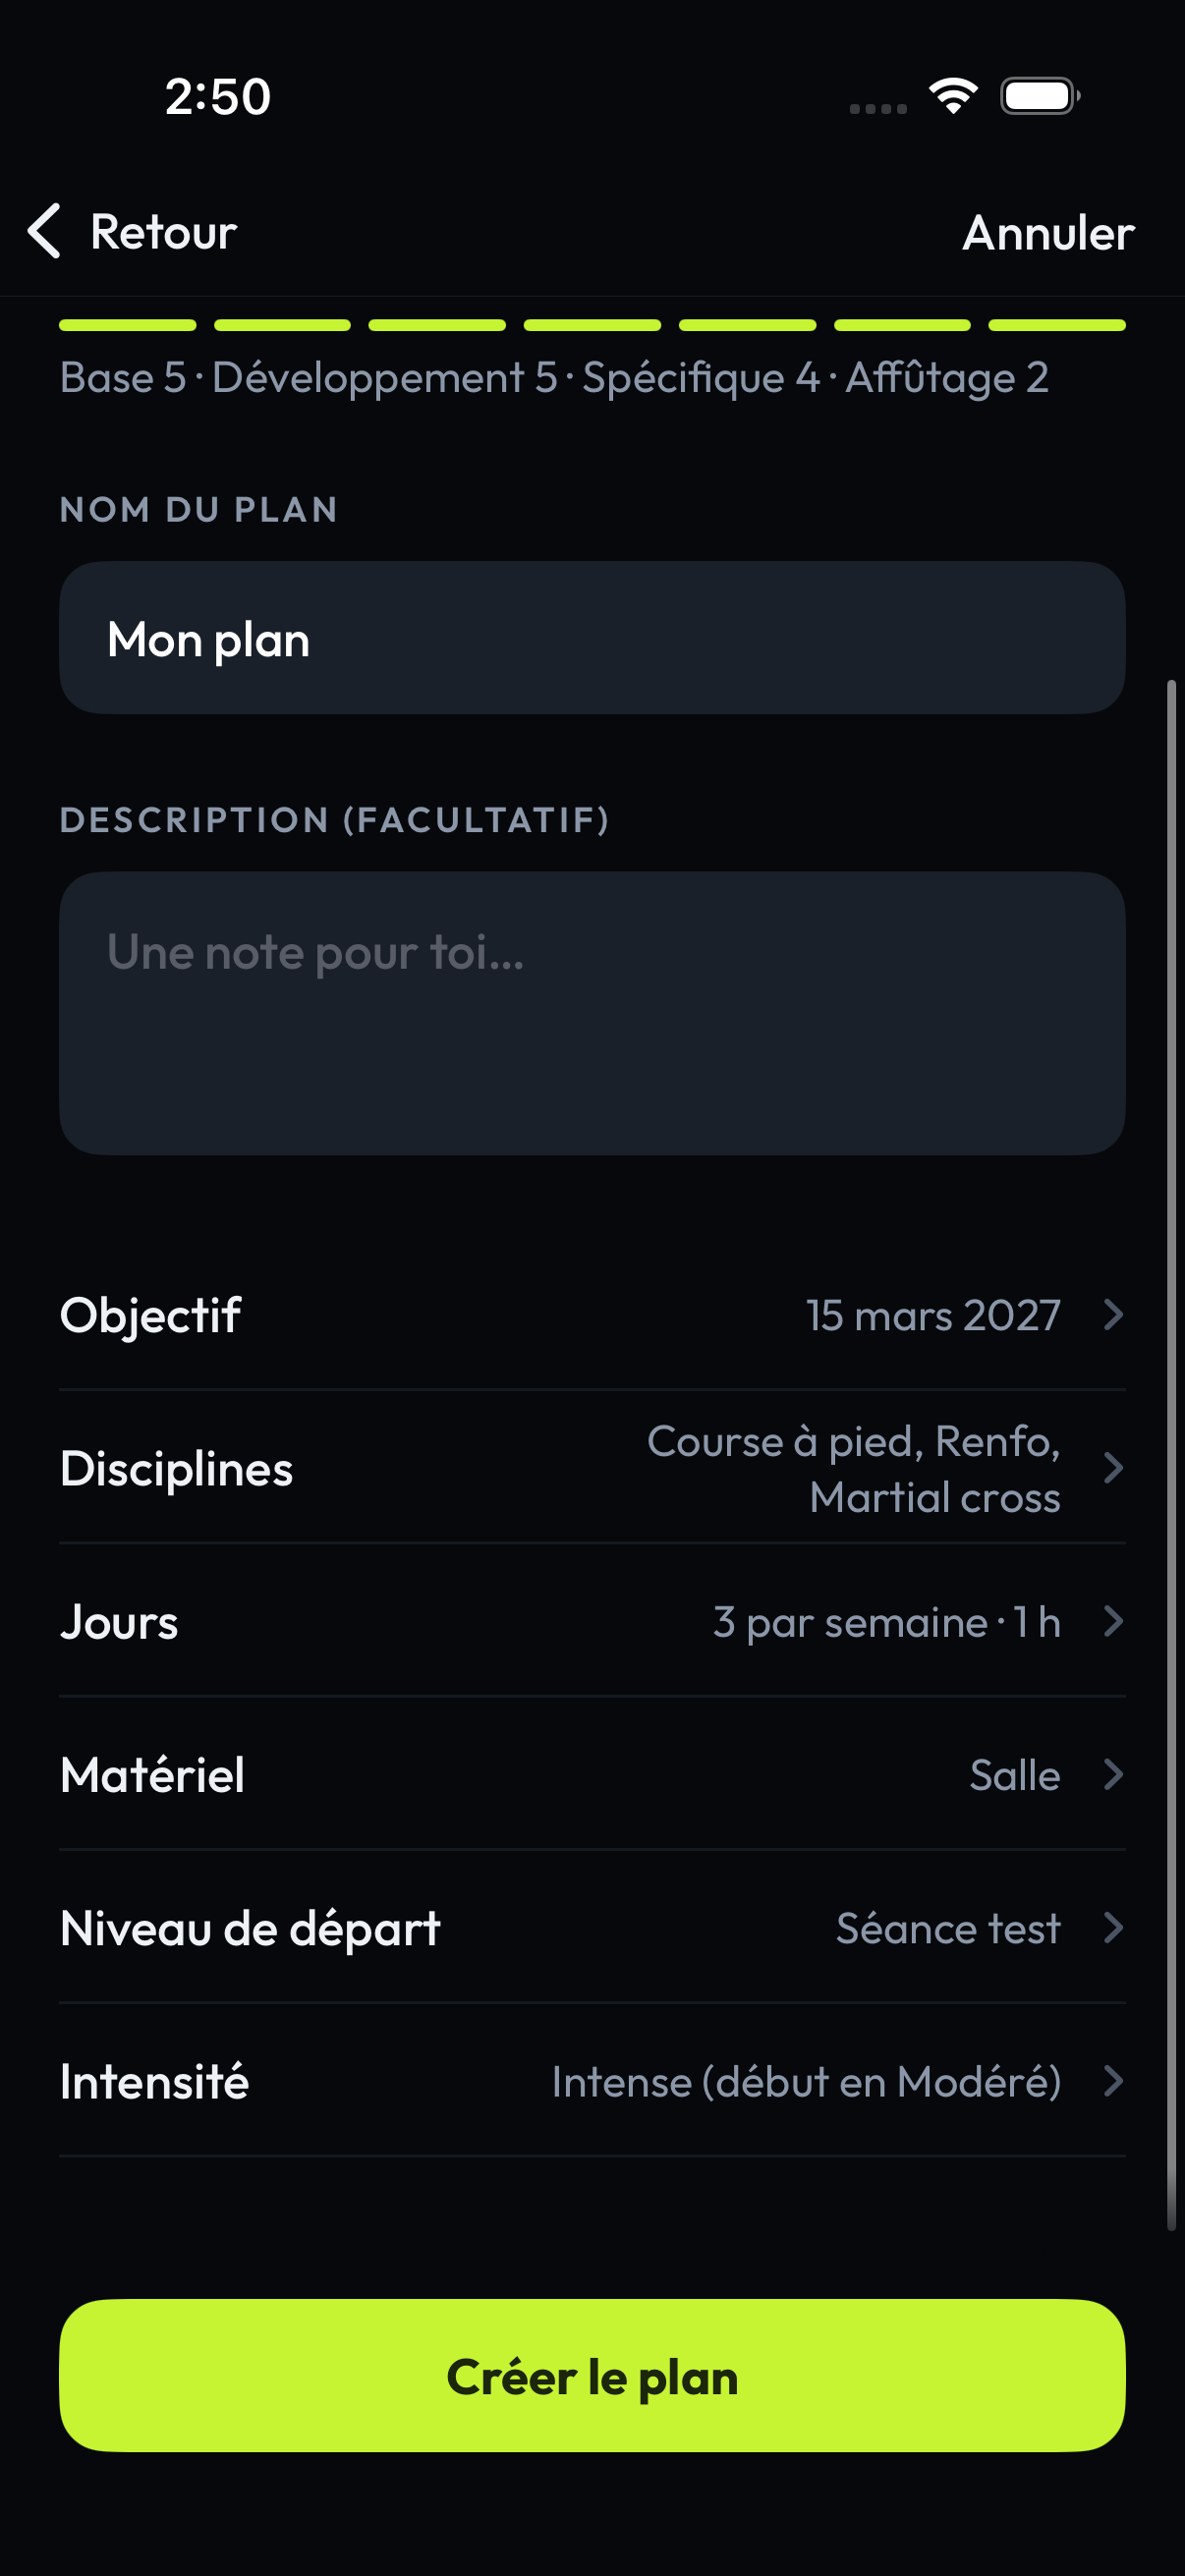 2:50
Retour
Annuler
Base 5 · Développement 5 · Spécifique 4 · Affûtage 2
NOM DU PLAN
Mon plan
DESCRIPTION (FACULTATIF)
Une note pour toi...
Objectif
15 mars 2027
Disciplines
Course à pied, Renfo,
Martial cross
Jours
3 par semaine · 1 h
Matériel
Salle
Niveau de départ
Séance test
Intensité
Intense (début en Modéré)
Créer le plan